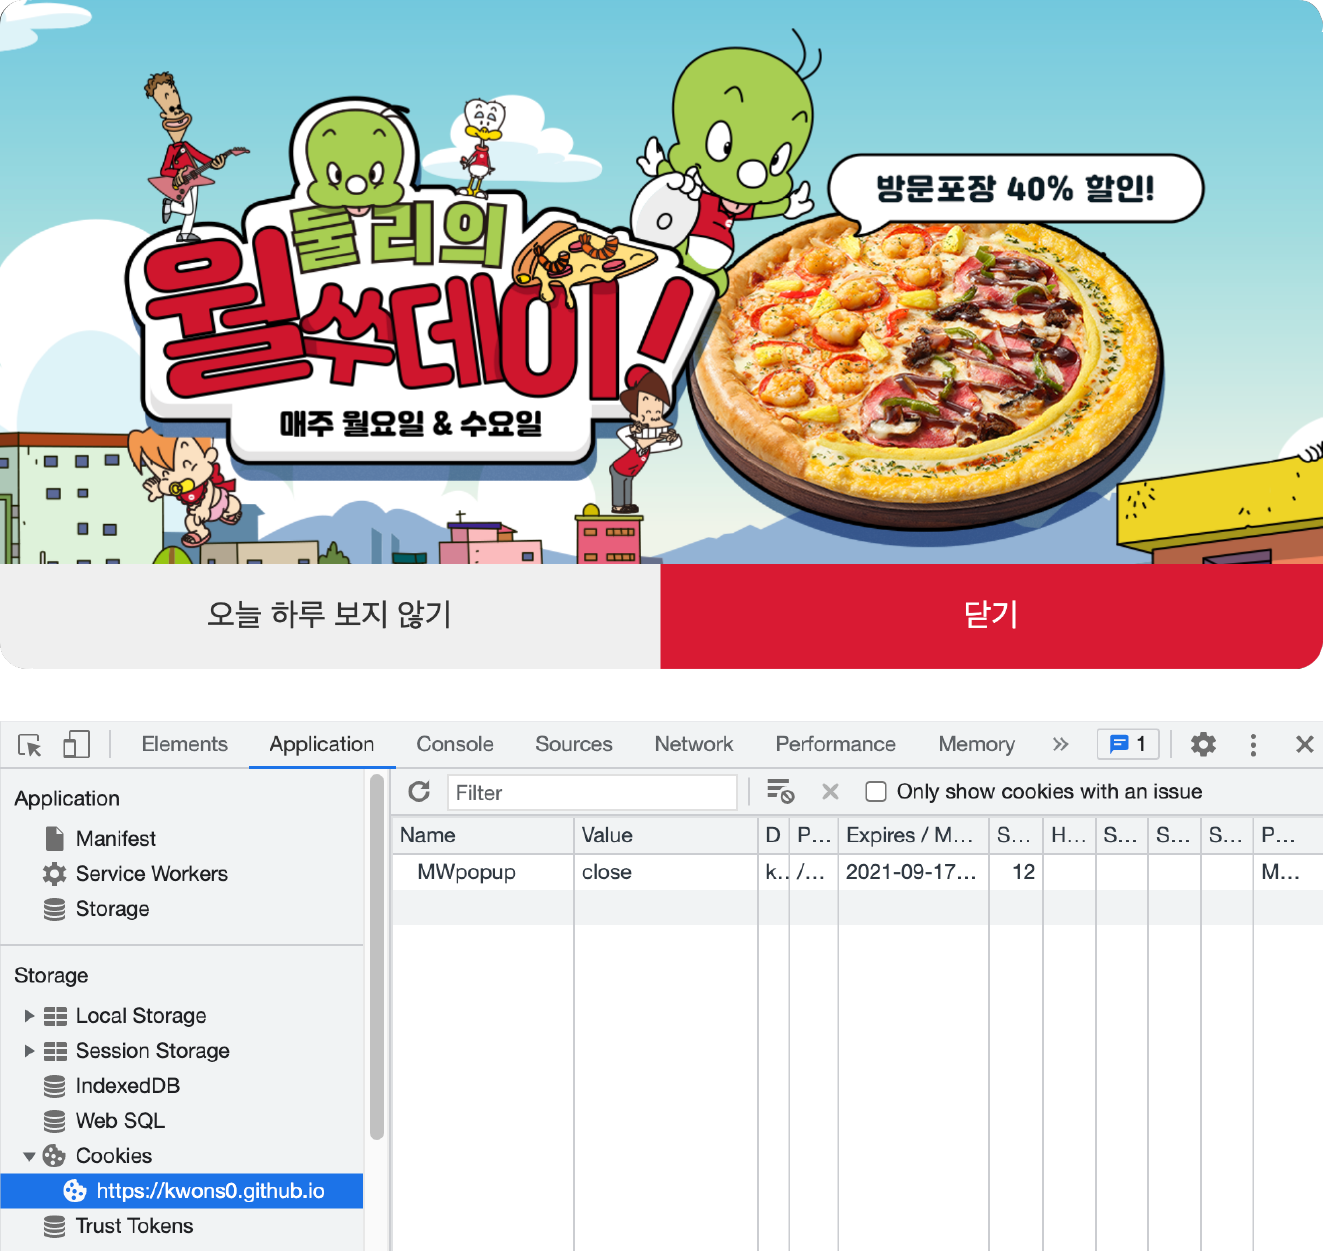 둘리의
월쑤데이!
매주 월요일 & 수요일
방문포장 40% 할인!
오늘 하루 보지 않기
닫기
Elements
Application
Console
Sources
Network
Performance
Memory
»
1
Application
Manifest
Service Workers
Storage
Storage
Local Storage
Session Storage
IndexedDB
Web SQL
Cookies
https://kwons0.github.io
Trust Tokens
Filter
Only show cookies with an issue
Name Value D P... Expires / M... S... H... S... S... S... P...
MWpopup close k.. /... 2021-09-17... 12 M...